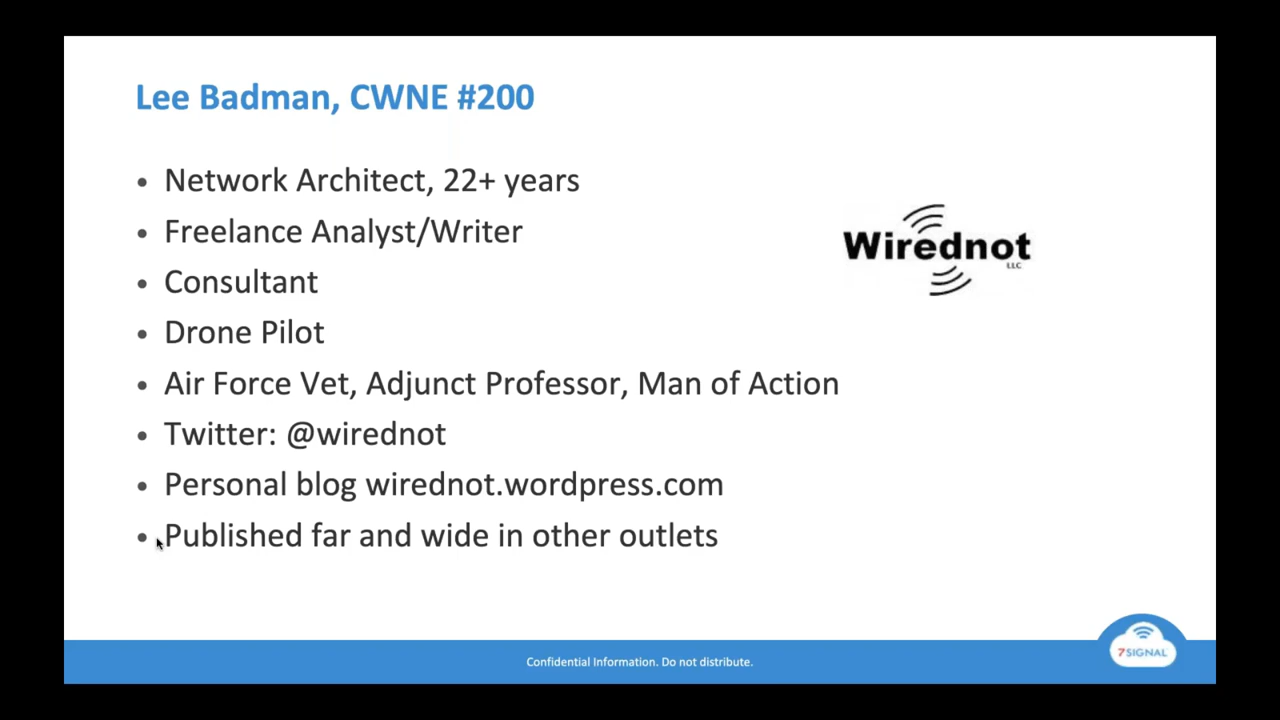 Lee Badman, CWNE #200
• Network Architect, 22+ years
• Freelance Analyst/Writer
• Consultant
• Drone Pilot
• Air Force Vet, Adjunct Professor, Man of Action
• Twitter: @wirednot
• Personal blog wirednot.wordpress.com
• Published far and wide in other outlets
Wirednot
LLC
Confidential Information. Do not distribute.
7SIGNAL